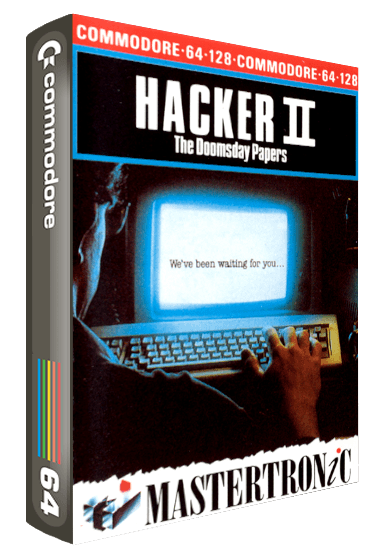 COMMODORE·64·128·COMMODORE·64·128
HACKER II
The Doomsday Papers
We've been waiting for you...
MASTERTRONiC
commodore
64